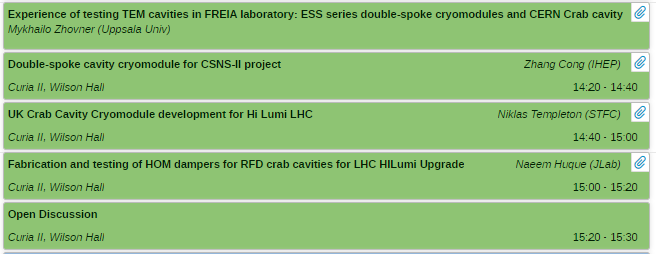 Experience of testing TEM cavities in FREIA laboratory: ESS series double-spoke cryomodules and CERN Crab cavity
Mykhailo Zhovner (Uppsala Univ)
Double-spoke cavity cryomodule for CSNS-II project Zhang Cong (IHEP)
Curia II, Wilson Hall 14:20 - 14:40
UK Crab Cavity Cryomodule development for Hi Lumi LHC Niklas Templeton (STFC)
Curia II, Wilson Hall 14:40 - 15:00
Fabrication and testing of HOM dampers for RFD crab cavities for LHC HILumi Upgrade Naeem Huque (JLab)
Curia II, Wilson Hall 15:00 - 15:20
Open Discussion
Curia II, Wilson Hall 15:20 - 15:30